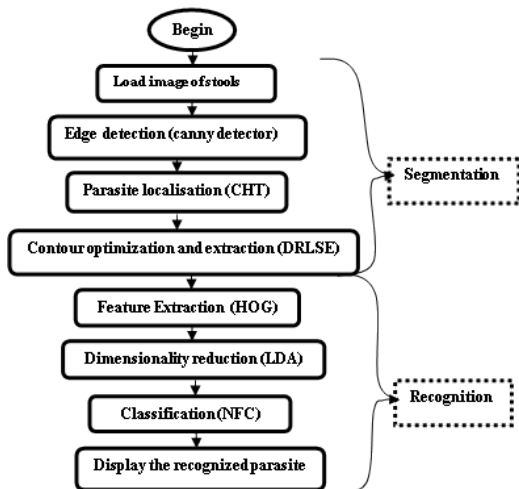 Begin
Load image of stools
Edge detection (canny detector)
Parasite localisation (CHT)
Segmentation
Contour optimization and extraction (DRLSE)
Feature Extraction (HOG)
Dimensionality reduction (LDA)
Recognition
Classification (NFC)
Display the recognized parasite